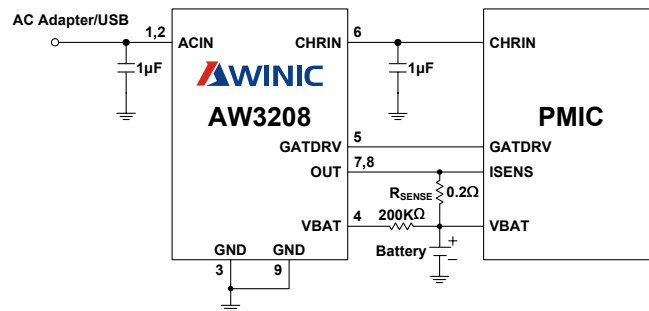 AC Adapter/USB
1,2
ACIN
1μF
AWINIC
AW3208
CHRIN
6
1μF
CHRIN
PMIC
GATDRV
5
GATDRV
OUT
7,8
ISENS
RSENSE
0.2Ω
200KΩ
VBAT
4
VBAT
Battery
+
−
GND
GND
3
9